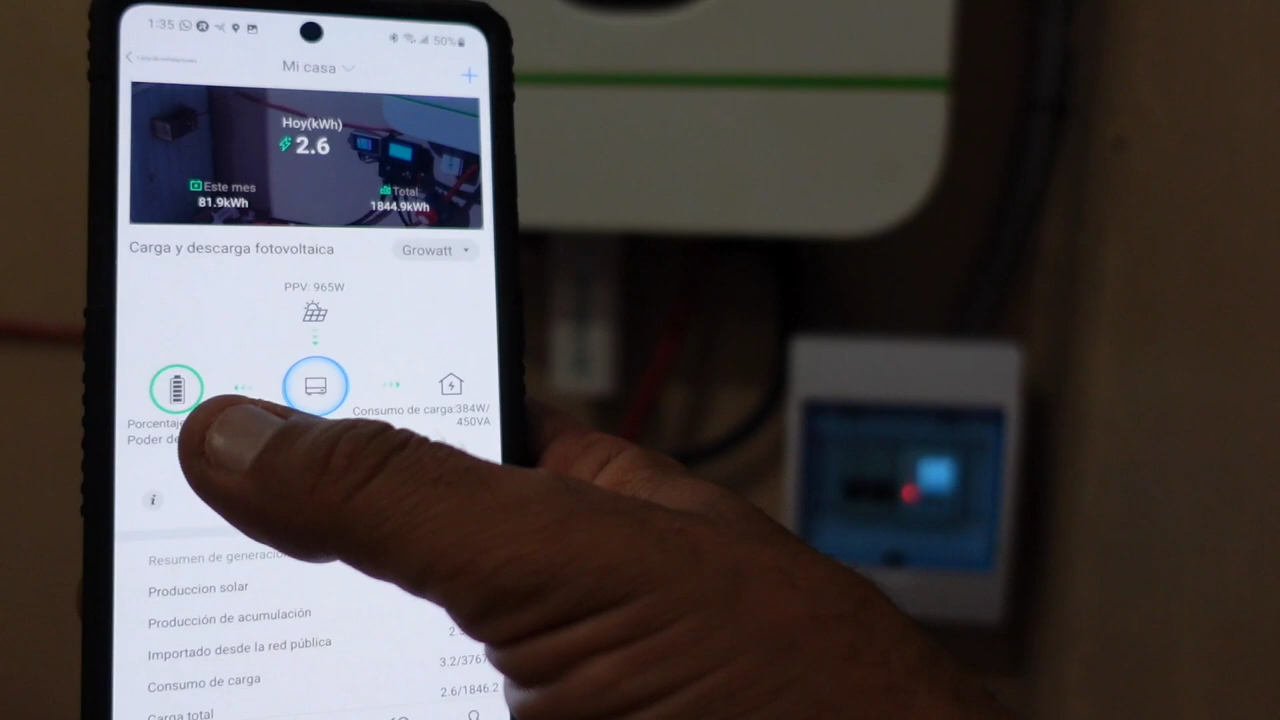 1:35
50%
Mi casa
+
Hoy(kWh)
2.6
Este mes
81.9kWh
Total
1844.9kWh
Carga y descarga fotovoltaica
Growatt
PPV: 965W
Consumo de carga:384W/
450VA
Poder
i
Resumen de
Produccion solar
Producción de acumulación
Importado desde la red pública
Consumo de carga
3.2/3767
Carga total
2.6/1846.2